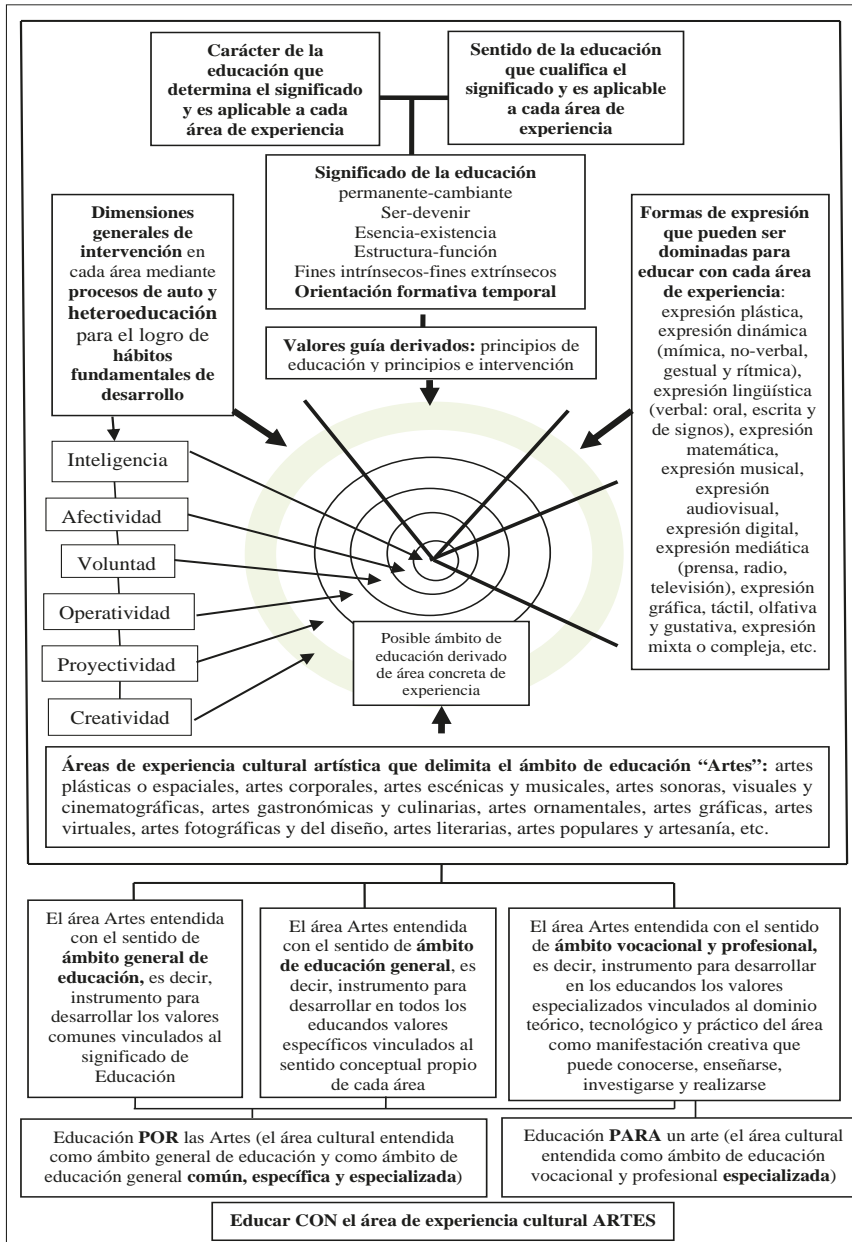 Carácter de la
educación que
determina el significado
y es aplicable a cada
área de experiencia
Sentido de la educación
que cualifica el
significado y es aplicable
a cada área de
experiencia
Significado de la educación
permanente-cambiante
Ser-devenir
Esencia-existencia
Estructura-función
Fines intrínsecos-fines extrínsecos
Orientación formativa temporal
Dimensiones
generales de
intervención en
cada área mediante
procesos de auto y
heteroeducación
para el logro de
hábitos
fundamentales de
desarrollo
Formas de expresión
que pueden ser
dominadas para
educar con cada área
de experiencia:
expresión plástica,
expresión dinámica
(mímica, no-verbal,
gestual y rítmica),
expresión lingüística
(verbal: oral, escrita y
de signos), expresión
matemática,
expresión musical,
expresión
audiovisual,
expresión digital,
expresión mediática
(prensa, radio,
televisión), expresión
gráfica, táctil, olfativa
y gustativa, expresión
mixta o compleja, etc.
Valores guía derivados: principios de
educación y principios e intervención
Inteligencia
Afectividad
Voluntad
Operatividad
Proyectividad
Creatividad
Posible ámbito de
educación derivado
de área concreta de
experiencia
Áreas de experiencia cultural artística que delimita el ámbito de educación “Artes”: artes
plásticas o espaciales, artes corporales, artes escénicas y musicales, artes sonoras, visuales y
cinematográficas, artes gastronómicas y culinarias, artes ornamentales, artes gráficas, artes
virtuales, artes fotográficas y del diseño, artes literarias, artes populares y artesanía, etc.
El área Artes entendida
con el sentido de
ámbito general de
educación, es decir,
instrumento para
desarrollar los valores
comunes vinculados al
significado de
Educación
El área Artes entendida
con el sentido de ámbito
de educación general, es
decir, instrumento para
desarrollar en todos los
educandos valores
específicos vinculados al
sentido conceptual propio
de cada área
El área Artes entendida con el sentido
de ámbito vocacional y profesional,
es decir, instrumento para desarrollar
en los educandos los valores
especializados vinculados al dominio
teórico, tecnológico y práctico del área
como manifestación creativa que
puede conocerse, enseñarse,
investigarse y realizarse
Educación POR las Artes (el área cultural entendida
como ámbito general de educación y como ámbito de
educación general común, específica y especializada)
Educación PARA un arte (el área cultural
entendida como ámbito de educación
vocacional y profesional especializada)
Educar CON el área de experiencia cultural ARTES